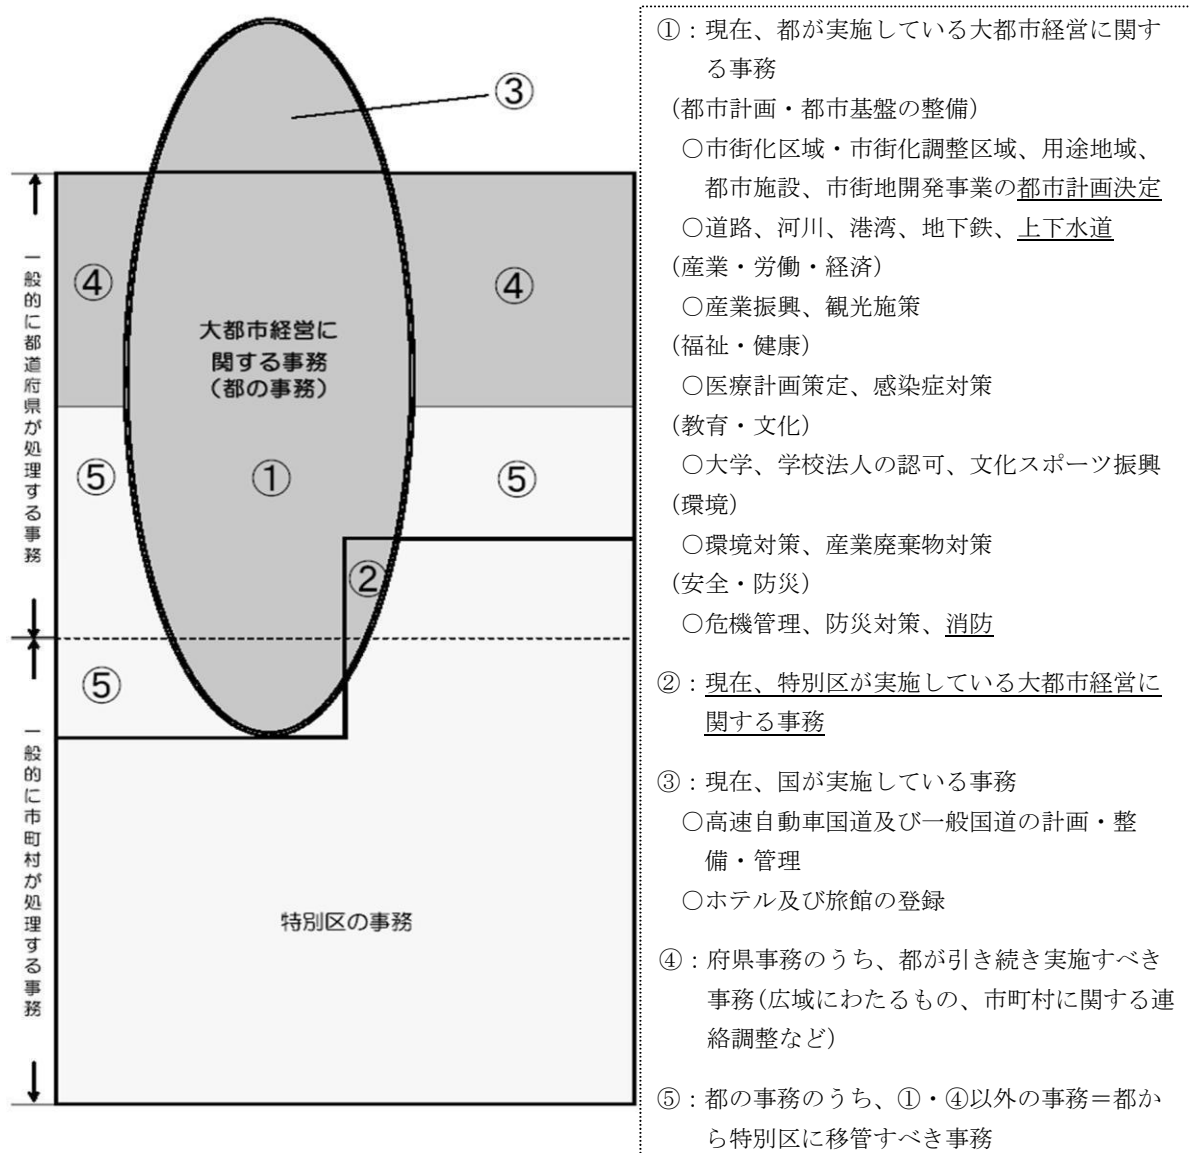 ③
④
④
一般的に都道府県が処理する事務
大都市経営に
関する事務
（都の事務）
⑤
①
⑤
②
⑤
一般的に市町村が処理する事務
特別区の事務
①：現在、都が実施している大都市経営に関す
る事務
(都市計画・都市基盤の整備)
○市街化区域・市街化調整区域、用途地域、
都市施設、市街地開発事業の都市計画決定
○道路、河川、港湾、地下鉄、上下水道
(産業・労働・経済)
○産業振興、観光施策
(福祉・健康)
○医療計画策定、感染症対策
(教育・文化)
○大学、学校法人の認可、文化スポーツ振興
(環境)
○環境対策、産業廃棄物対策
(安全・防災)
○危機管理、防災対策、消防
②：現在、特別区が実施している大都市経営に
関する事務
③：現在、国が実施している事務
○高速自動車国道及び一般国道の計画・整
備・管理
○ホテル及び旅館の登録
④：府県事務のうち、都が引き続き実施すべき
事務(広域にわたるもの、市町村に関する連
絡調整など)
⑤：都の事務のうち、①・④以外の事務＝都か
ら特別区に移管すべき事務